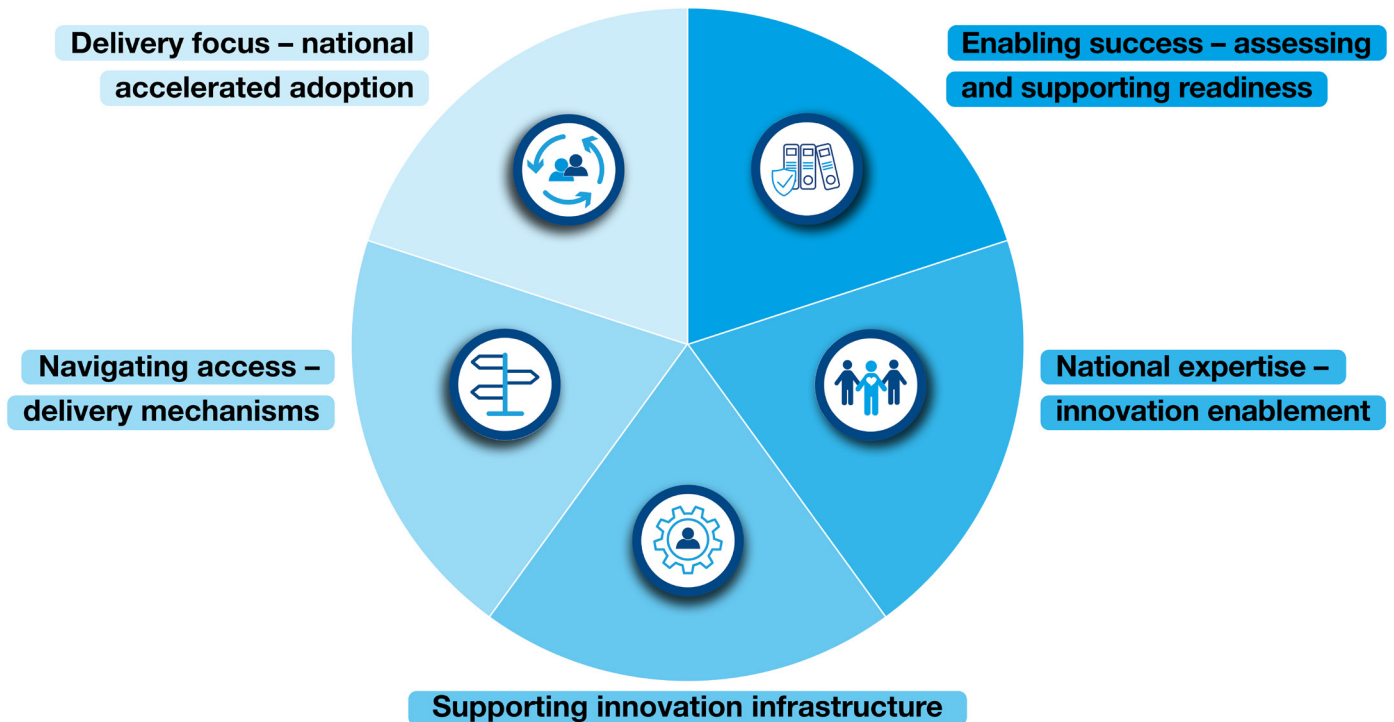 Delivery focus – national
accelerated adoption
Enabling success – assessing
and supporting readiness
Navigating access –
delivery mechanisms
National expertise –
innovation enablement
Supporting innovation infrastructure